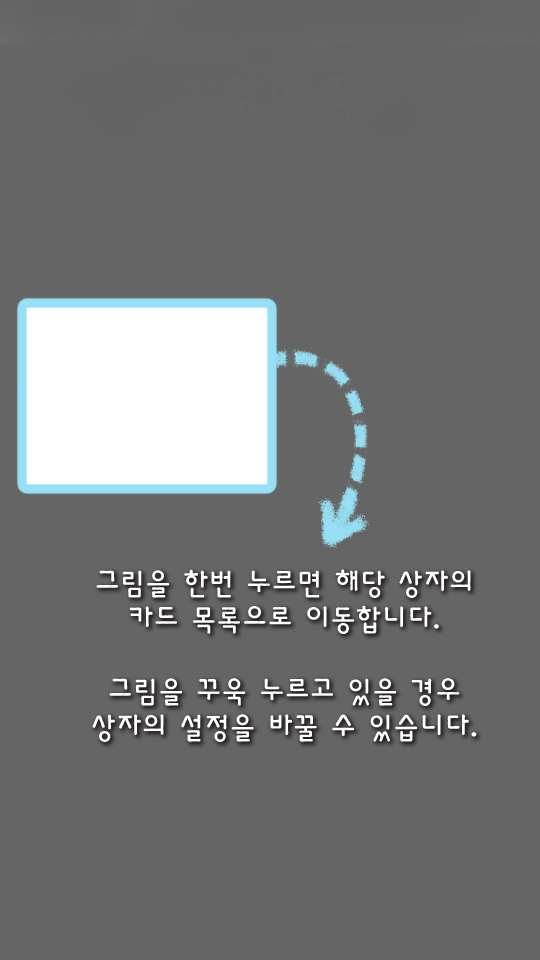 그림을 한번 누르면 해당 상자의
카드 목록으로 이동합니다.
그림을 꾸욱 누르고 있을 경우
상자의 설정을 바꿀 수 있습니다.